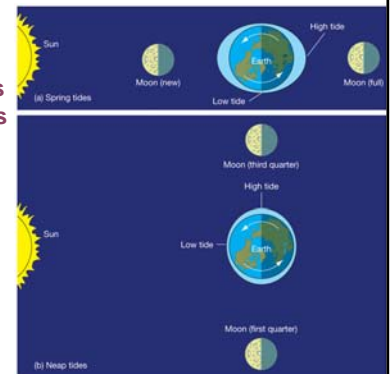 Sun
High tide
Earth
Moon (new)
Moon (full)
Low tide
(a) Spring tides
s
s
Moon (third quarter)
High tide
Sun
Low tide
Earth
Moon (first quarter)
(b) Neap tides